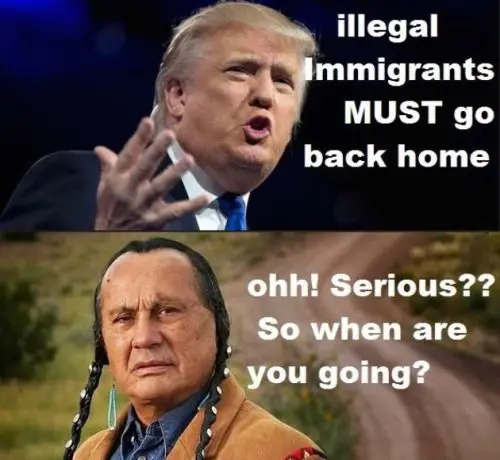 illegal
Immigrants
MUST go
back home
ohh! Serious??
So when are
you going?